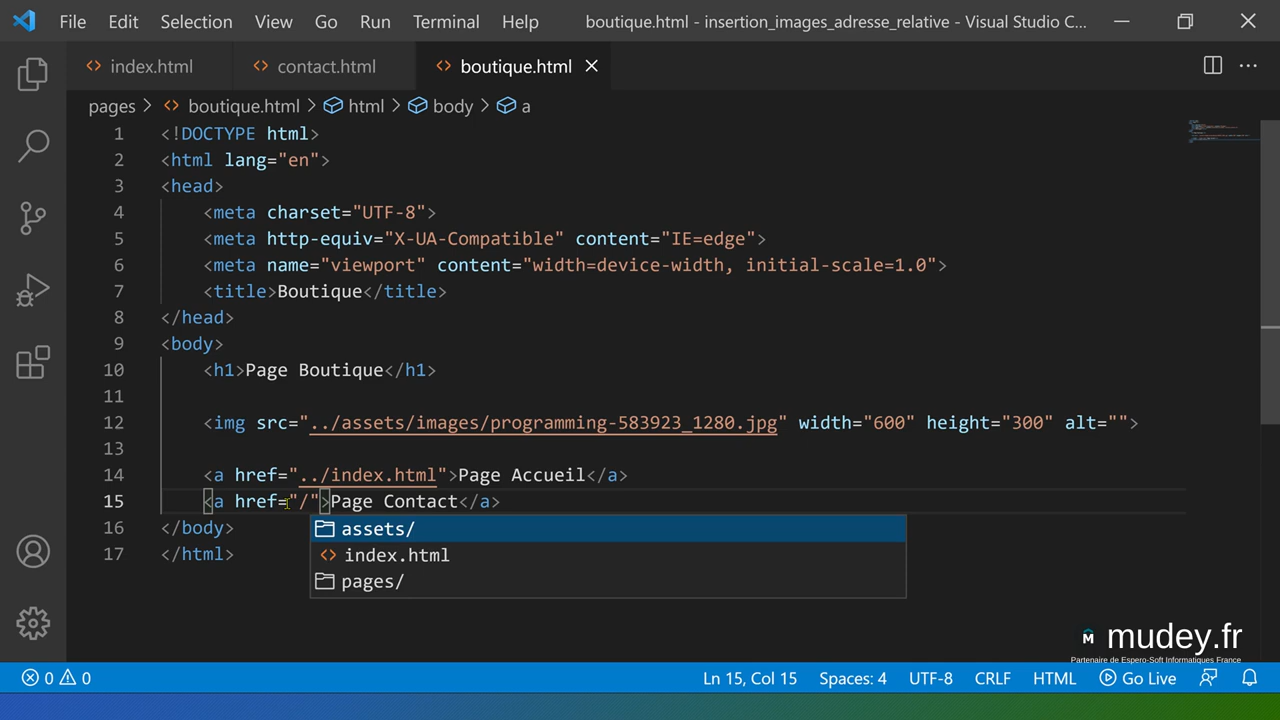 File Edit Selection View Go Run Terminal Help boutique.html - insertion_images_adresse_relative - Visual Studio C...
index.html contact.html boutique.html
pages > boutique.html > html > body > a
1 <!DOCTYPE html>
2 <html lang="en">
3 <head>
4 <meta charset="UTF-8">
5 <meta http-equiv="X-UA-Compatible" content="IE=edge">
6 <meta name="viewport" content="width=device-width, initial-scale=1.0">
7 <title>Boutique</title>
8 </head>
9 <body>
10 <h1>Page Boutique</h1>
11
12 <img src="../assets/images/programming-583923_1280.jpg" width="600" height="300" alt="">
13
14 <a href="../index.html">Page Accueil</a>
15 <a href="/">Page Contact</a>
16 </body>
17 </html>
assets/
index.html
pages/
M mudey.fr
Partenaire de Espero-Soft Informatiques France
0 0 Ln 15, Col 15 Spaces: 4 UTF-8 CRLF HTML Go Live